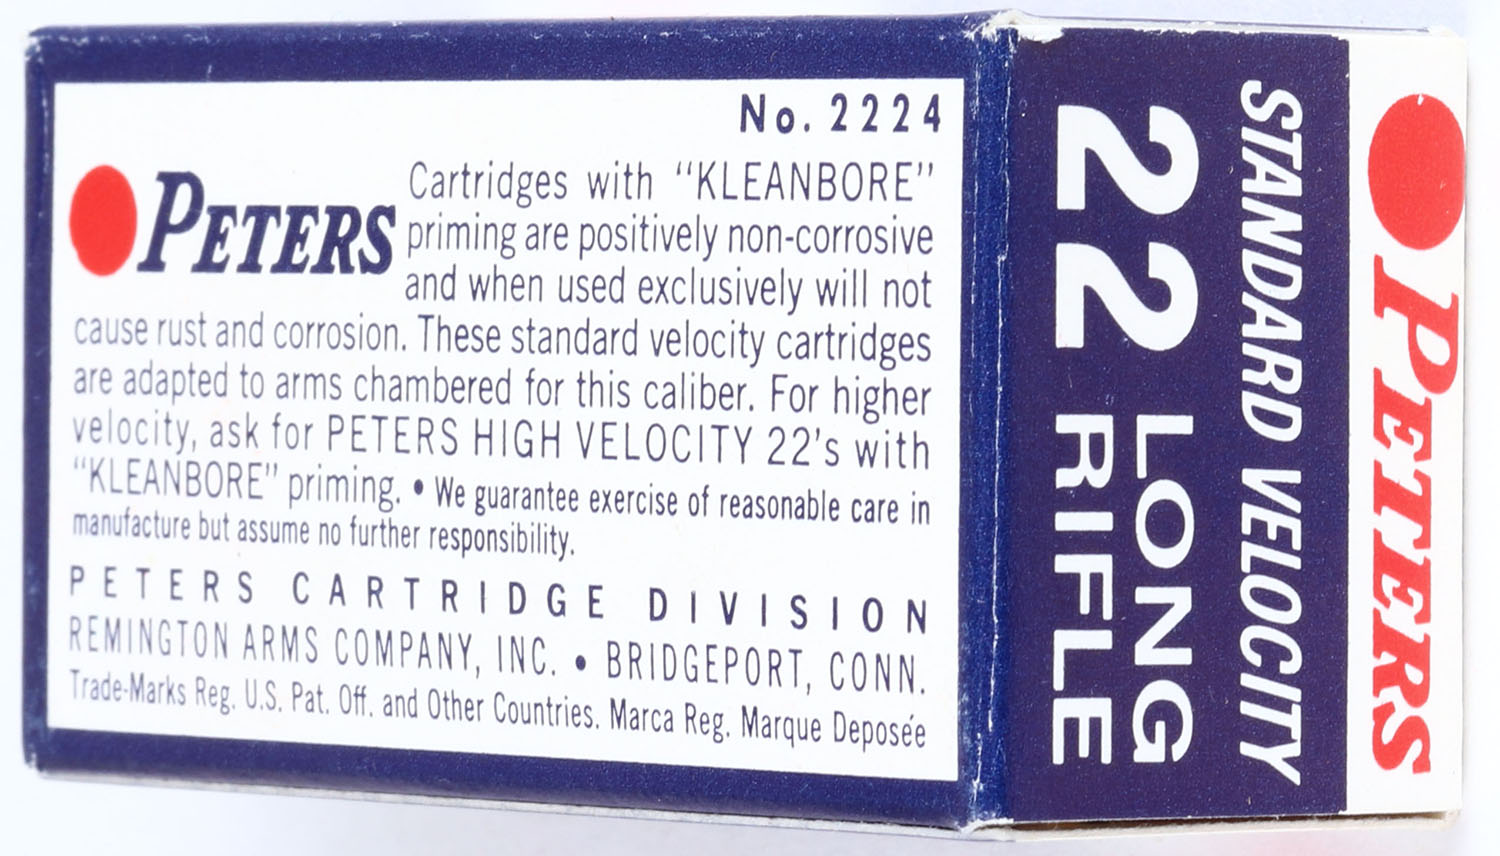 No. 2224
PETERS
Cartridges with "KLEANBORE"
priming are positively non-corrosive
and when used exclusively will not
cause rust and corrosion. These standard velocity cartridges
are adapted to arms chambered for this caliber. For higher
velocity, ask for PETERS HIGH VELOCITY 22's with
"KLEANBORE" priming. • We guarantee exercise of reasonable care in
manufacture but assume no further responsibility.
PETERS CARTRIDGE DIVISION
REMINGTON ARMS COMPANY, INC. • BRIDGEPORT, CONN.
Trade-Marks Reg. U.S. Pat. Off. and Other Countries. Marca Reg. Marque Deposée
PETERS
STANDARD VELOCITY
22 LONG
22 RIFLE